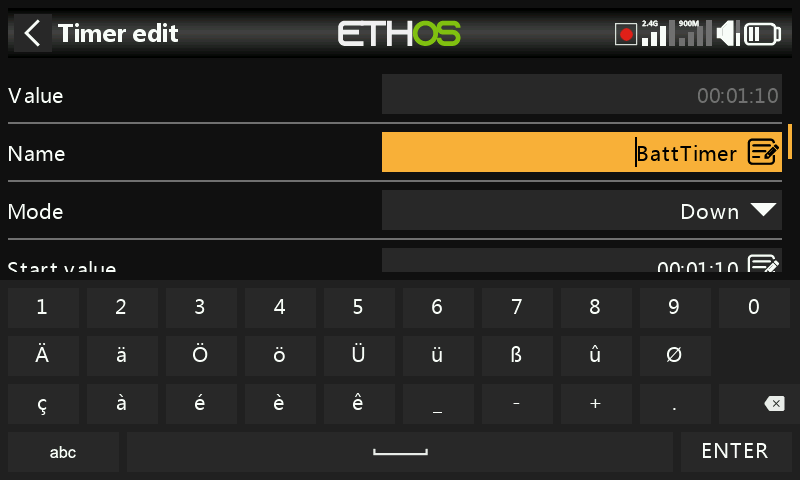 Timer edit ETHOS 2.4G 900M
Value 00:01:10
Name BattTimer
Mode Down
Start value 00:01:10
1 2 3 4 5 6 7 8 9 0
Ä ä Ö ö Ü ü ß û Ø
ç à é è ê _ - + .
abc ENTER